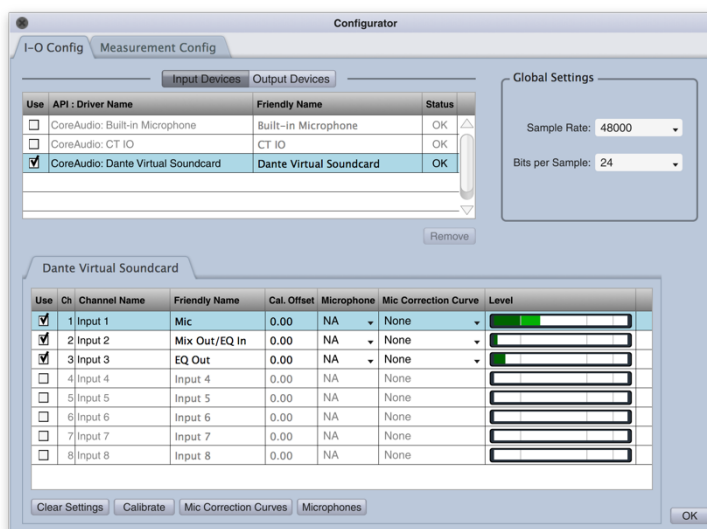 Configurator
I-O Config Measurement Config
Input Devices Output Devices
Use API : Driver Name Friendly Name Status
CoreAudio: Built-in Microphone Built-in Microphone OK
CoreAudio: CT IO CT IO OK
CoreAudio: Dante Virtual Soundcard Dante Virtual Soundcard OK
Remove
Global Settings
Sample Rate: 48000
Bits per Sample: 24
Dante Virtual Soundcard
Use Ch Channel Name Friendly Name Cal. Offset Microphone Mic Correction Curve Level
1 Input 1 Mic 0.00 NA None
2 Input 2 Mix Out/EQ In 0.00 NA None
3 Input 3 EQ Out 0.00 NA None
4 Input 4 Input 4 0.00 NA None
5 Input 5 Input 5 0.00 NA None
6 Input 6 Input 6 0.00 NA None
7 Input 7 Input 7 0.00 NA None
8 Input 8 Input 8 0.00 NA None
Clear Settings Calibrate Mic Correction Curves Microphones
OK